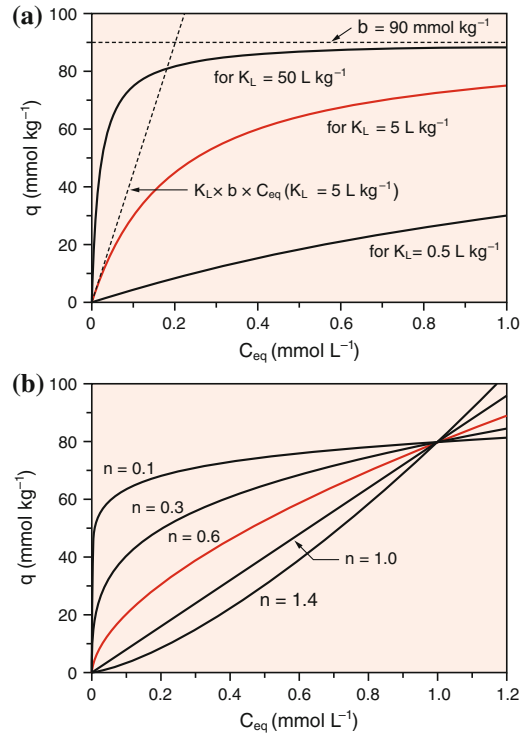 (a)
100
b = 90 mmol kg⁻¹
80
for K_L = 50 L kg⁻¹
for K_L = 5 L kg⁻¹
60
q (mmol kg⁻¹)
40
K_L × b × C_eq (K_L = 5 L kg⁻¹)
20
for K_L = 0.5 L kg⁻¹
0
0 0.2 0.4 0.6 0.8 1.0
C_eq (mmol L⁻¹)
(b)
100
80
n = 0.1
60
n = 0.3
q (mmol kg⁻¹)
n = 0.6
40
n = 1.0
20
n = 1.4
0
0 0.2 0.4 0.6 0.8 1.0 1.2
C_eq (mmol L⁻¹)